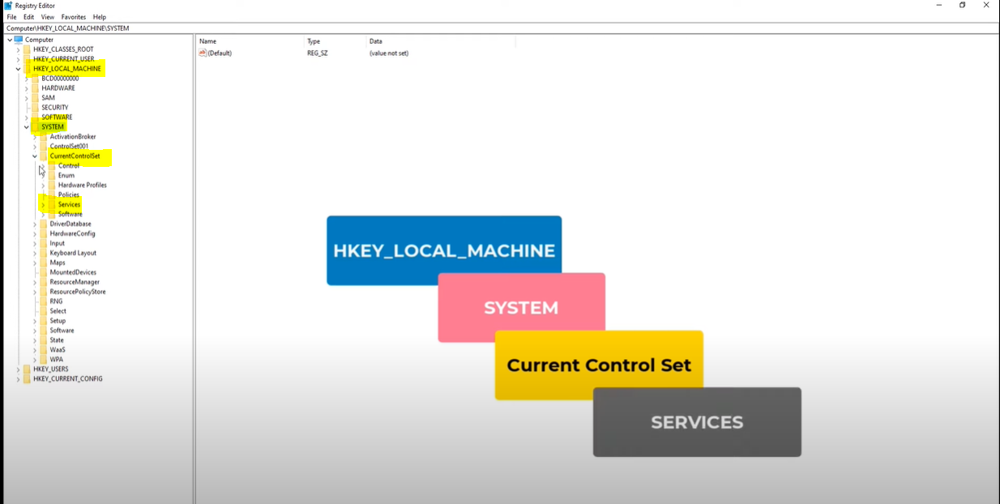 Registry Editor
File Edit View Favorites Help
Computer\HKEY_LOCAL_MACHINE\SYSTEM
Computer
HKEY_CLASSES_ROOT
HKEY_CURRENT_USER
HKEY_LOCAL_MACHINE
BCD00000000
HARDWARE
SAM
SECURITY
SOFTWARE
SYSTEM
ActivationBroker
ControlSet001
CurrentControlSet
Control
Enum
Hardware Profiles
Policies
Services
Software
DriverDatabase
HardwareConfig
Input
Keyboard Layout
Maps
MountedDevices
ResourceManager
ResourcePolicyStore
RNG
Select
Setup
Software
State
WaaS
WPA
HKEY_USERS
HKEY_CURRENT_CONFIG
Name Type Data
ab (Default) REG_SZ (value not set)
HKEY_LOCAL_MACHINE
SYSTEM
Current Control Set
SERVICES